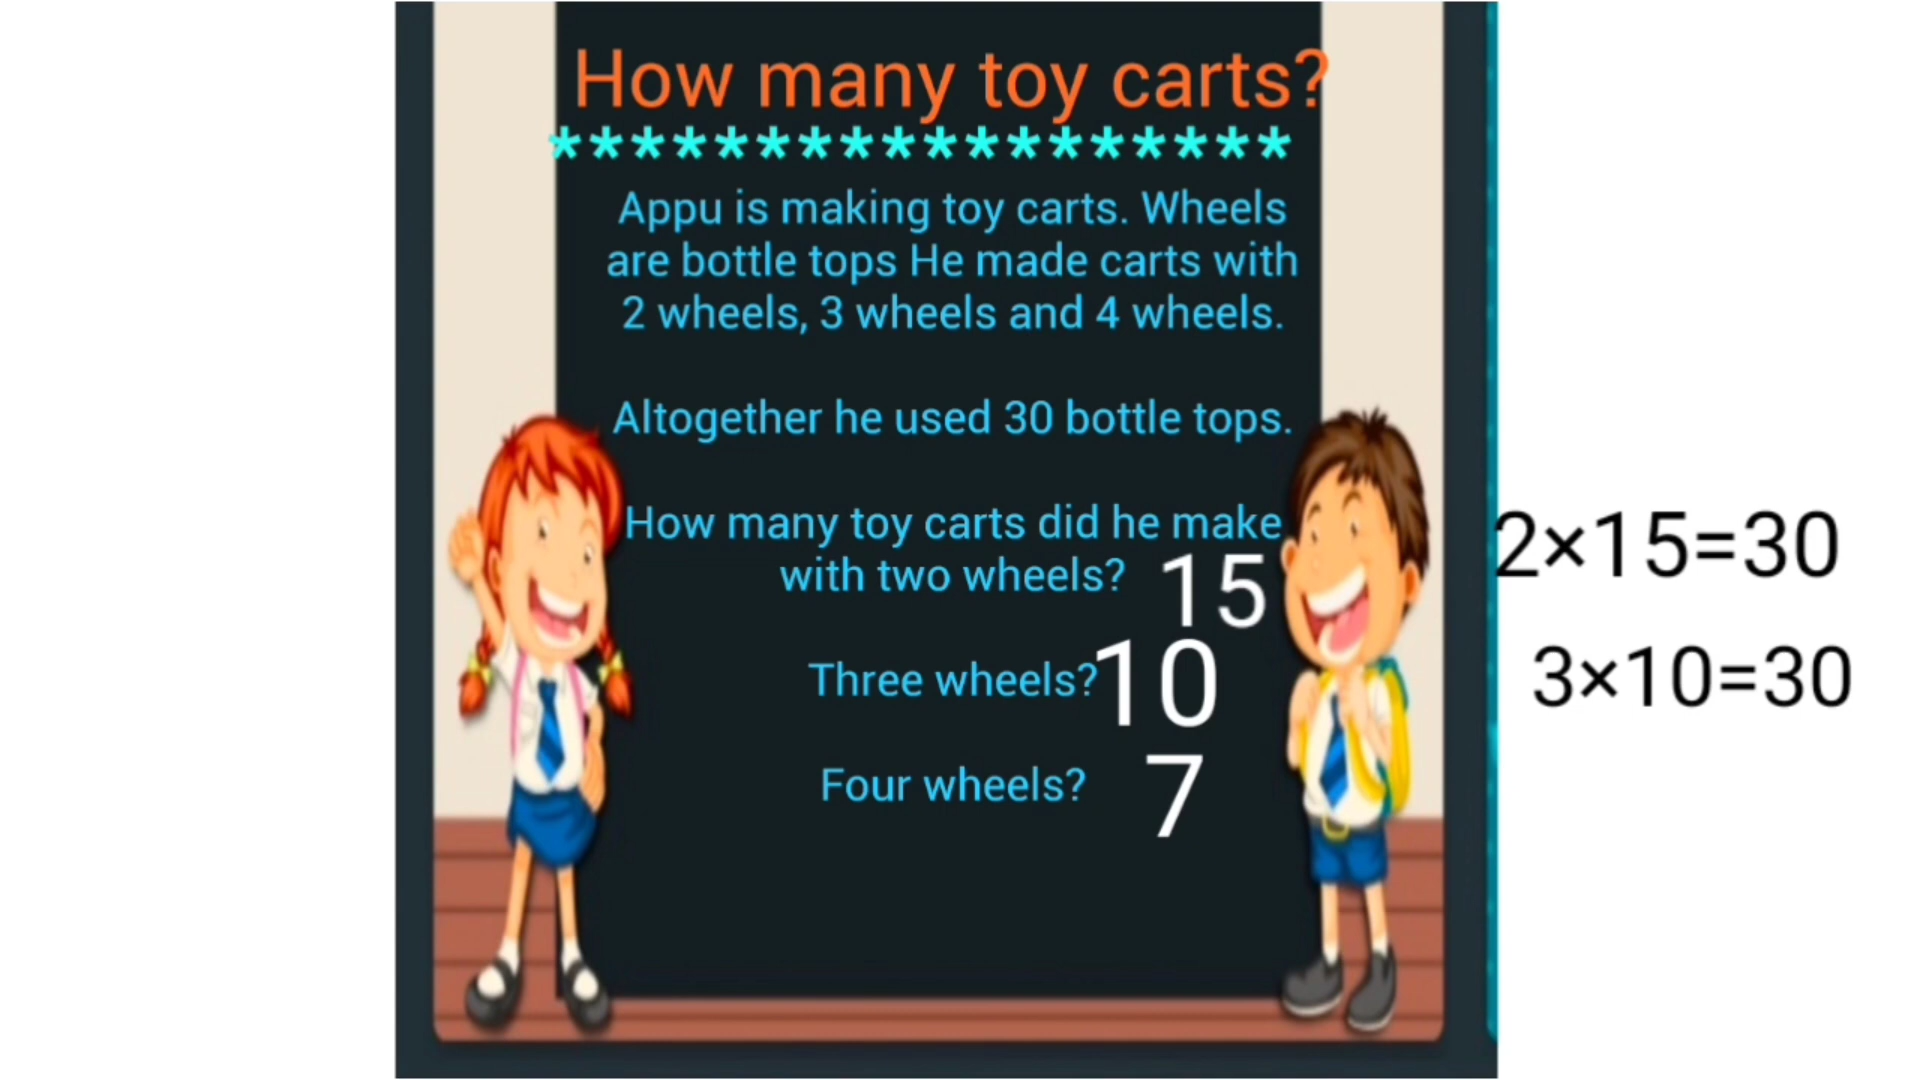 How many toy carts?
******************
Appu is making toy carts. Wheels
are bottle tops He made carts with
2 wheels, 3 wheels and 4 wheels.
Altogether he used 30 bottle tops.
How many toy carts did he make
with two wheels? 15
Three wheels? 10
Four wheels? 7
2×15=30
3×10=30